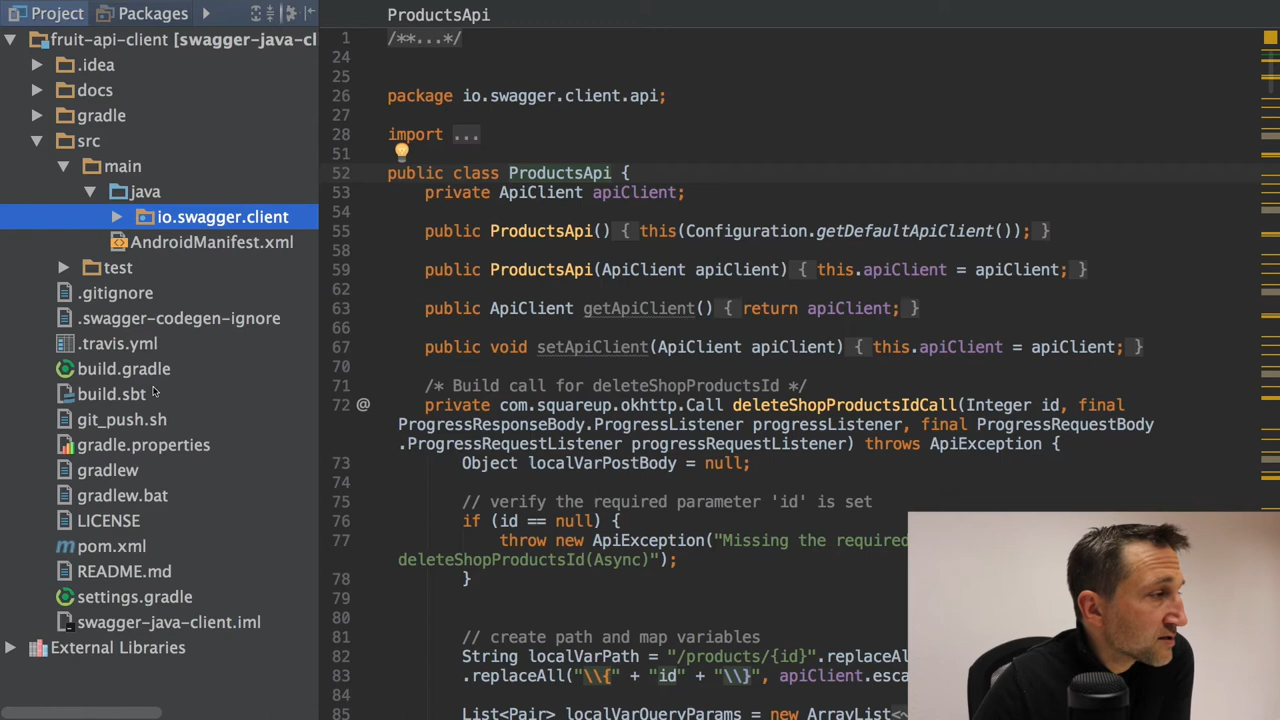 Project Packages
fruit-api-client [swagger-java-cl
.idea
docs
gradle
src
main
java
io.swagger.client
AndroidManifest.xml
test
.gitignore
.swagger-codegen-ignore
.travis.yml
build.gradle
build.sbt
git_push.sh
gradle.properties
gradlew
gradlew.bat
LICENSE
pom.xml
README.md
settings.gradle
swagger-java-client.iml
External Libraries
ProductsApi
1 /**...*/
24
25
26 package io.swagger.client.api;
27
28 import ...
51
52 public class ProductsApi {
53 private ApiClient apiClient;
54
55 public ProductsApi() { this(Configuration.getDefaultApiClient()); }
58
59 public ProductsApi(ApiClient apiClient) { this.apiClient = apiClient; }
62
63 public ApiClient getApiClient() { return apiClient; }
66
67 public void setApiClient(ApiClient apiClient) { this.apiClient = apiClient; }
70
71 /* Build call for deleteShopProductsId */
72 @ private com.squareup.okhttp.Call deleteShopProductsIdCall(Integer id, final
ProgressResponseBody.ProgressListener progressListener, final ProgressRequestBody
.ProgressRequestListener progressRequestListener) throws ApiException {
73 Object localVarPostBody = null;
74
75 // verify the required parameter 'id' is set
76 if (id == null) {
77 throw new ApiException("Missing the required
deleteShopProductsId(Async)");
78 }
79
80
81 // create path and map variables
82 String localVarPath = "/products/{id}".replaceAl
83 .replaceAll("\\{" + "id" + "\\}", apiClient.esca
84
85 List<Pair> localVarQueryParams = new ArrayList<~